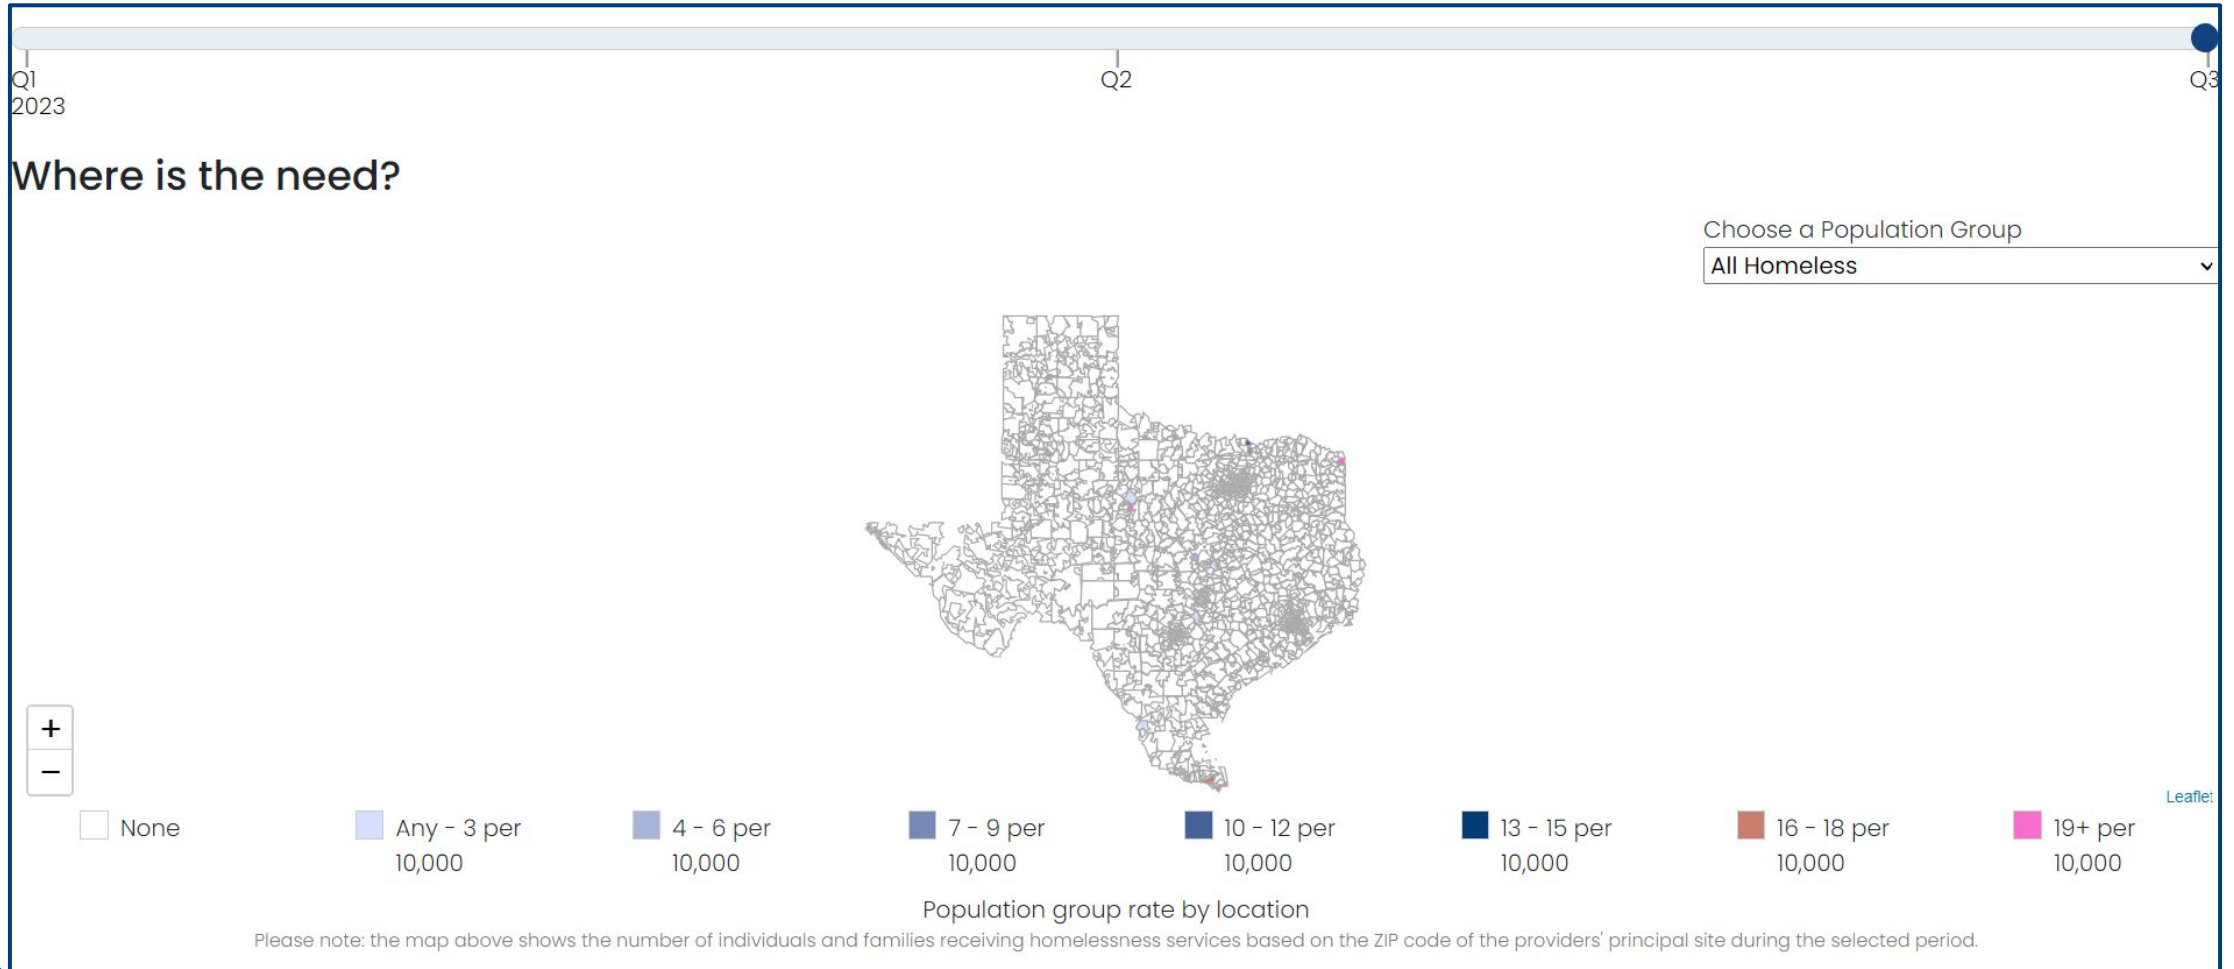 Q1
2023
Q2
Q3
Where is the need?
Choose a Population Group
All Homeless
+
−
Leaflet
None
Any - 3 per
10,000
4 - 6 per
10,000
7 - 9 per
10,000
10 - 12 per
10,000
13 - 15 per
10,000
16 - 18 per
10,000
19+ per
10,000
Population group rate by location
Please note: the map above shows the number of individuals and families receiving homelessness services based on the ZIP code of the providers' principal site during the selected period.